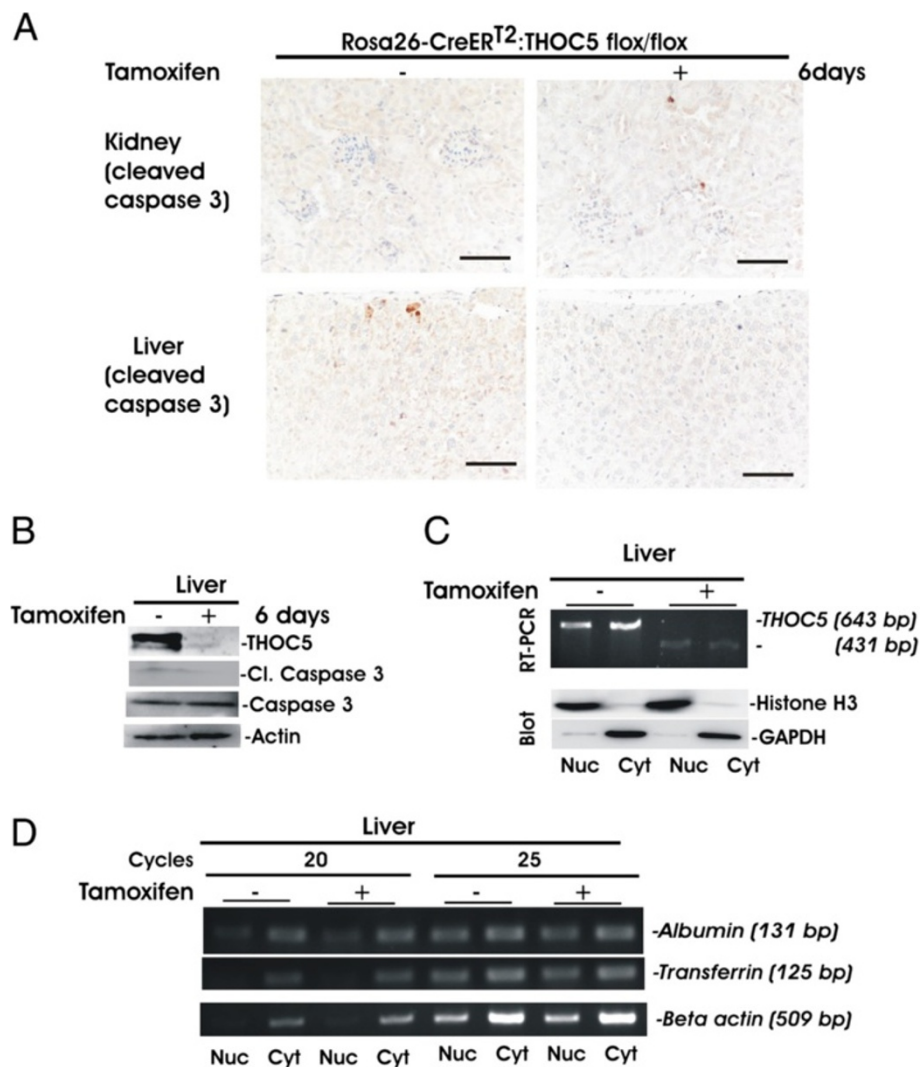 A
Rosa26-CreERT2:THOC5 flox/flox
Tamoxifen - + 6days
Kidney
(cleaved
caspase 3)
Liver
(cleaved
caspase 3)
B
Liver
Tamoxifen - + 6 days
-THOC5
-Cl. Caspase 3
-Caspase 3
-Actin
C
Liver
Tamoxifen - +
RT-PCR
-THOC5 (643 bp)
- (431 bp)
Blot
-Histone H3
-GAPDH
Nuc Cyt Nuc Cyt
D
Liver
Cycles 20 25
Tamoxifen - + - +
-Albumin (131 bp)
-Transferrin (125 bp)
-Beta actin (509 bp)
Nuc Cyt Nuc Cyt Nuc Cyt Nuc Cyt